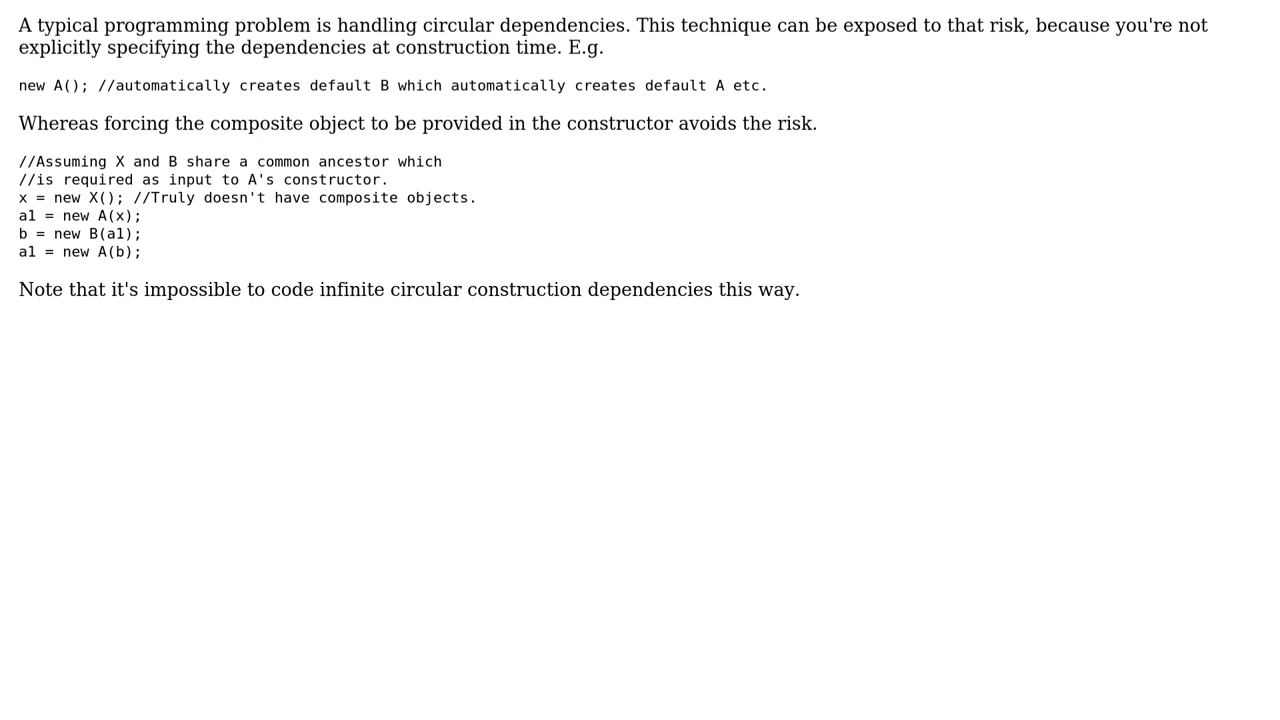 A typical programming problem is handling circular dependencies. This technique can be exposed to that risk, because you're not
explicitly specifying the dependencies at construction time. E.g.
new A(); //automatically creates default B which automatically creates default A etc.
Whereas forcing the composite object to be provided in the constructor avoids the risk.
//Assuming X and B share a common ancestor which
//is required as input to A's constructor.
x = new X(); //Truly doesn't have composite objects.
a1 = new A(x);
b = new B(a1);
a1 = new A(b);
Note that it's impossible to code infinite circular construction dependencies this way.